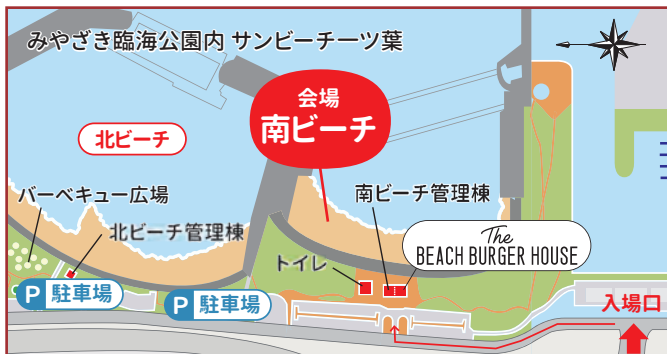 みやざき臨海公園内 サンビーチ一ツ葉
会場
南ビーチ
北ビーチ
バーベキュー広場
北ビーチ管理棟
南ビーチ管理棟
The
BEACH BURGER HOUSE
トイレ
P 駐車場
P 駐車場
入場口